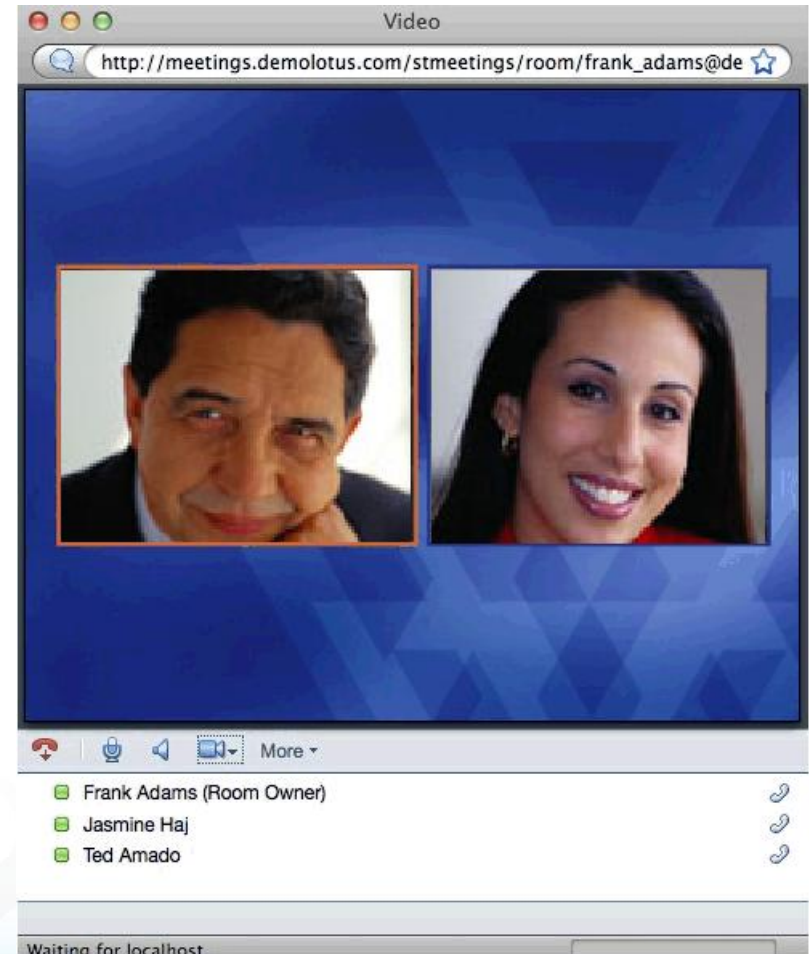 Video
http://meetings.demolotus.com/stmeetings/room/frank_adams@de
More
Frank Adams (Room Owner)
Jasmine Haj
Ted Amado
Waiting for localhost